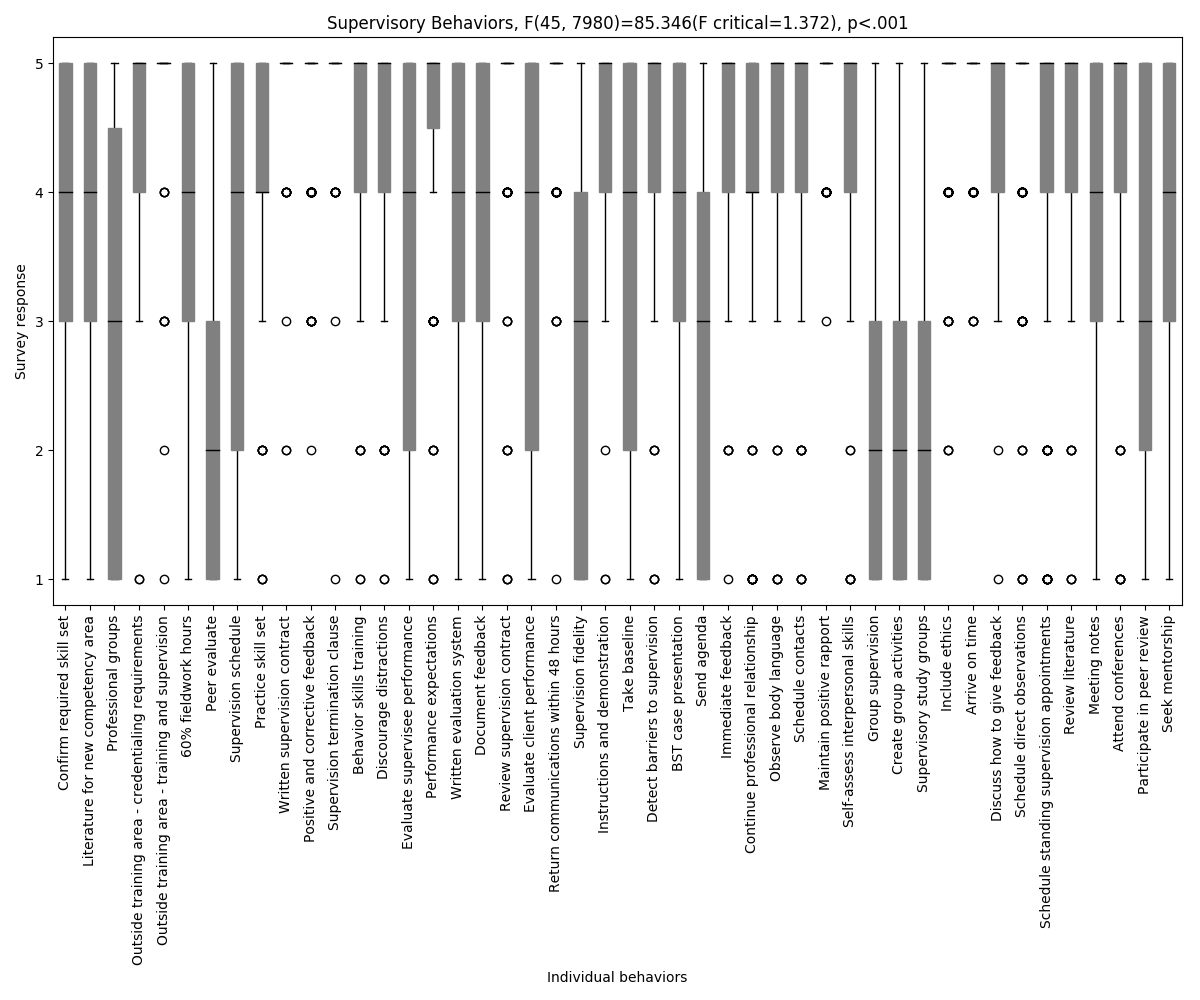 Supervisory Behaviors, F(45, 7980)=85.346(F critical=1.372), p<.001
Survey response
5
4
3
2
1
Confirm required skill set
Literature for new competency area
Professional groups
Outside training area - credentialing requirements
Outside training area - training and supervision
60% fieldwork hours
Peer evaluate
Supervision schedule
Practice skill set
Written supervision contract
Positive and corrective feedback
Supervision termination clause
Behavior skills training
Discourage distractions
Evaluate supervisee performance
Performance expectations
Written evaluation system
Document feedback
Review supervision contract
Evaluate client performance
Return communications within 48 hours
Supervision fidelity
Instructions and demonstration
Take baseline
Detect barriers to supervision
BST case presentation
Send agenda
Immediate feedback
Continue professional relationship
Observe body language
Schedule contacts
Maintain positive rapport
Self-assess interpersonal skills
Group supervision
Create group activities
Supervisory study groups
Include ethics
Arrive on time
Discuss how to give feedback
Schedule direct observations
Schedule standing supervision appointments
Review literature
Meeting notes
Attend conferences
Participate in peer review
Seek mentorship
Individual behaviors